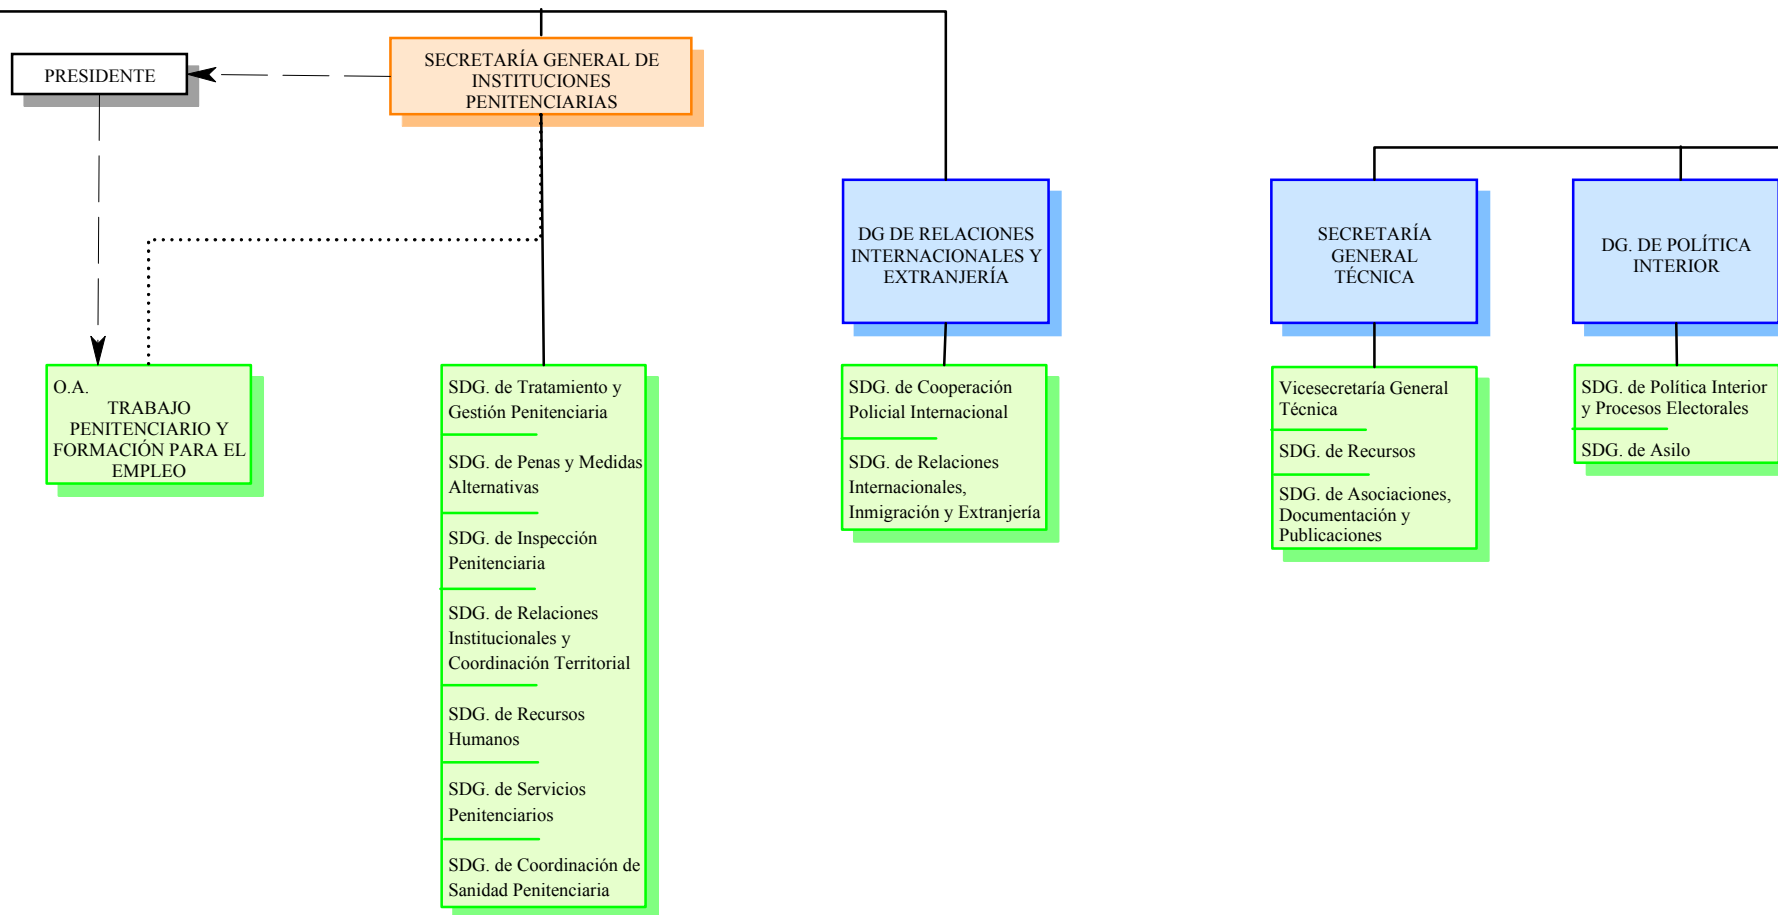 PRESIDENTE
SECRETARÍA GENERAL DE
INSTITUCIONES
PENITENCIARIAS
DG DE RELACIONES
INTERNACIONALES Y
EXTRANJERÍA
SECRETARÍA
GENERAL
TÉCNICA
DG. DE POLÍTICA
INTERIOR
O.A.
TRABAJO
PENITENCIARIO Y
FORMACIÓN PARA EL
EMPLEO
SDG. de Tratamiento y
Gestión Penitenciaria
SDG. de Penas y Medidas
Alternativas
SDG. de Inspección
Penitenciaria
SDG. de Relaciones
Institucionales y
Coordinación Territorial
SDG. de Recursos
Humanos
SDG. de Servicios
Penitenciarios
SDG. de Coordinación de
Sanidad Penitenciaria
SDG. de Cooperación
Policial Internacional
SDG. de Relaciones
Internacionales,
Inmigración y Extranjería
Vicesecretaría General
Técnica
SDG. de Recursos
SDG. de Asociaciones,
Documentación y
Publicaciones
SDG. de Política Interior
y Procesos Electorales
SDG. de Asilo